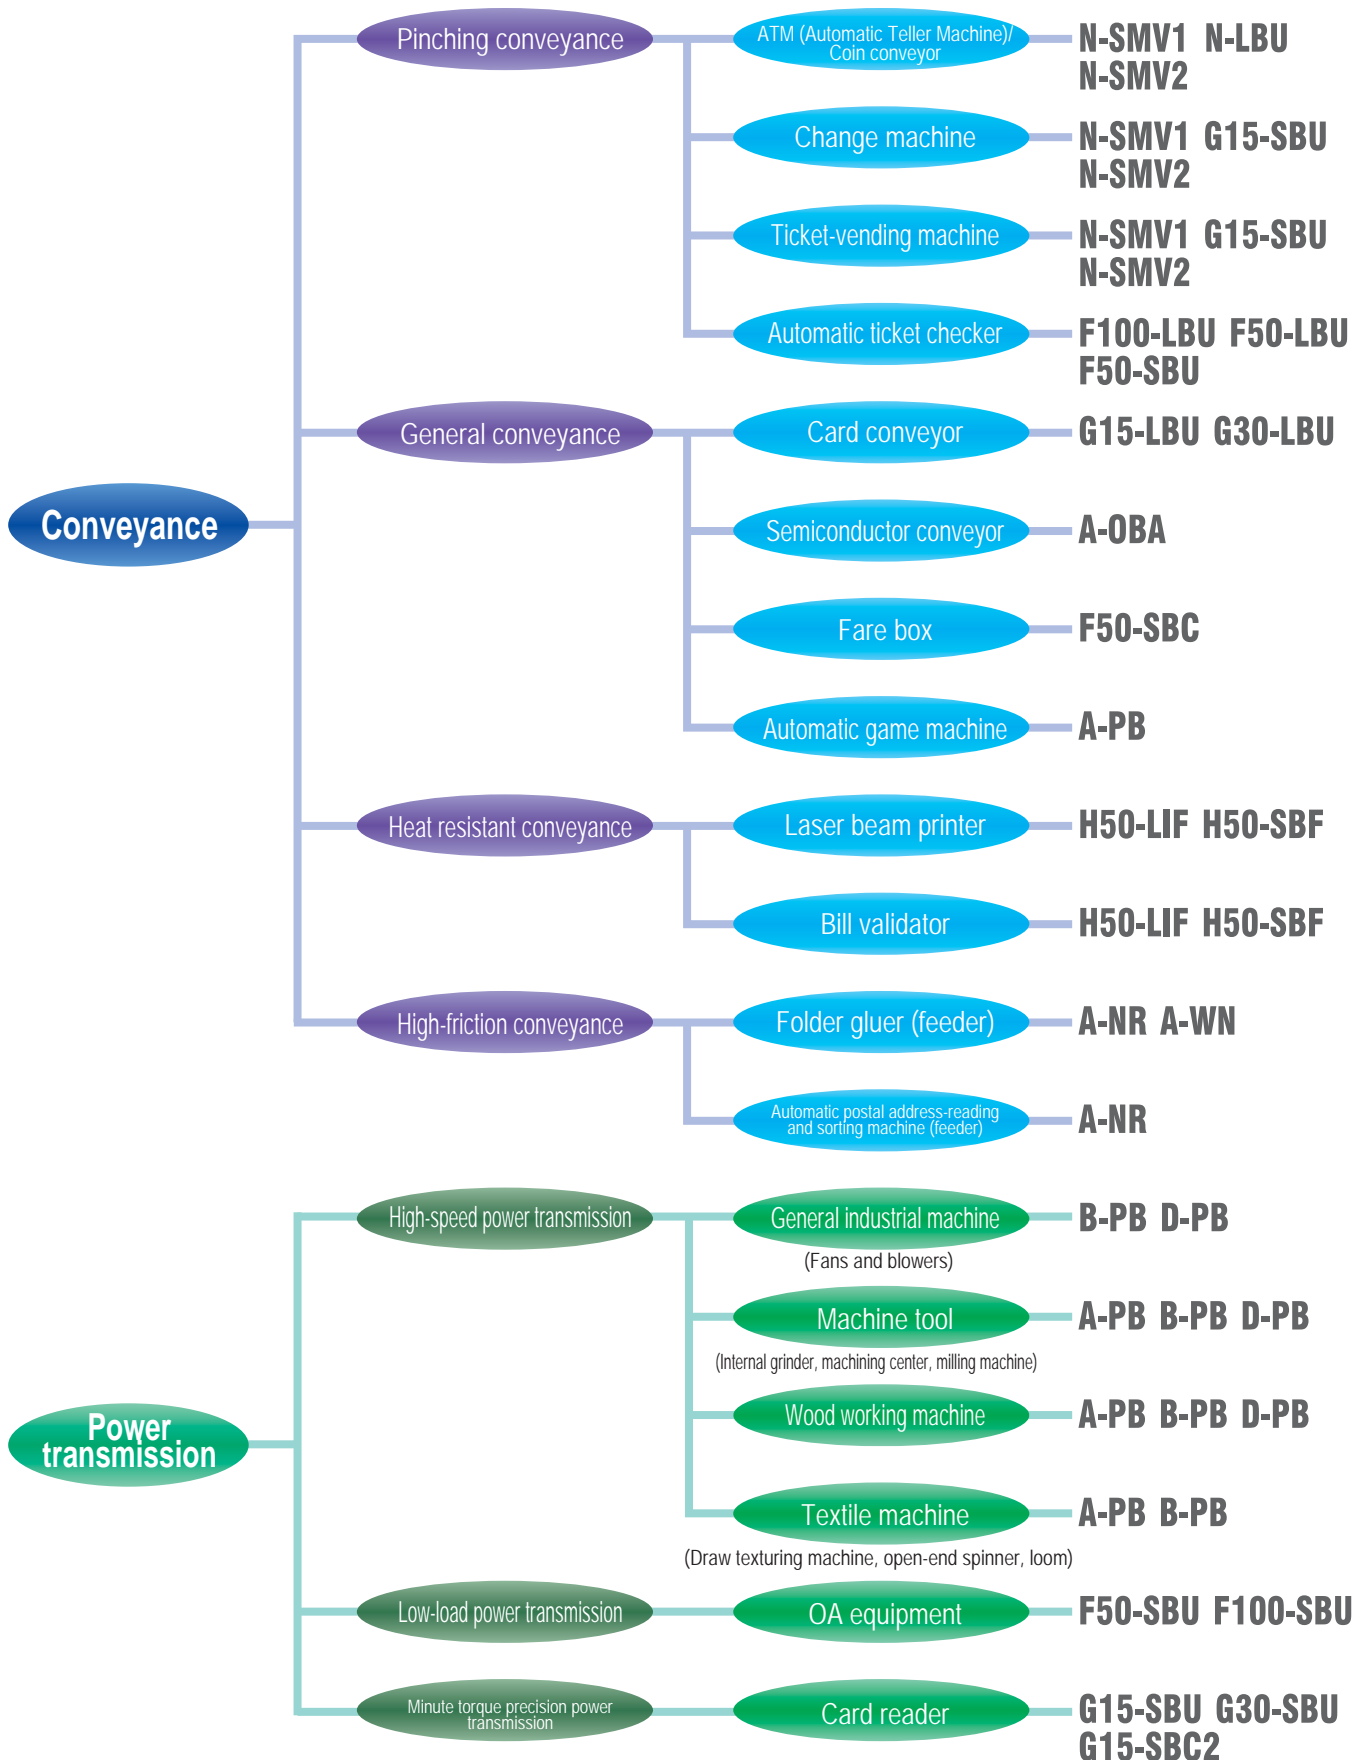 Pinching conveyance
ATM (Automatic Teller Machine)/
Coin conveyor
N-SMV1 N-LBU
N-SMV2
Change machine
N-SMV1 G15-SBU
N-SMV2
Ticket-vending machine
N-SMV1 G15-SBU
N-SMV2
Automatic ticket checker
F100-LBU F50-LBU
F50-SBU
General conveyance
Card conveyor
G15-LBU G30-LBU
Conveyance
Semiconductor conveyor
A-OBA
Fare box
F50-SBC
Automatic game machine
A-PB
Heat resistant conveyance
Laser beam printer
H50-LIF H50-SBF
Bill validator
H50-LIF H50-SBF
High-friction conveyance
Folder gluer (feeder)
A-NR A-WN
Automatic postal address-reading
and sorting machine (feeder)
A-NR
High-speed power transmission
General industrial machine
B-PB D-PB
(Fans and blowers)
Machine tool
A-PB B-PB D-PB
(Internal grinder, machining center, milling machine)
Power
transmission
Wood working machine
A-PB B-PB D-PB
Textile machine
A-PB B-PB
(Draw texturing machine, open-end spinner, loom)
Low-load power transmission
OA equipment
F50-SBU F100-SBU
Minute torque precision power
transmission
Card reader
G15-SBU G30-SBU
G15-SBC2